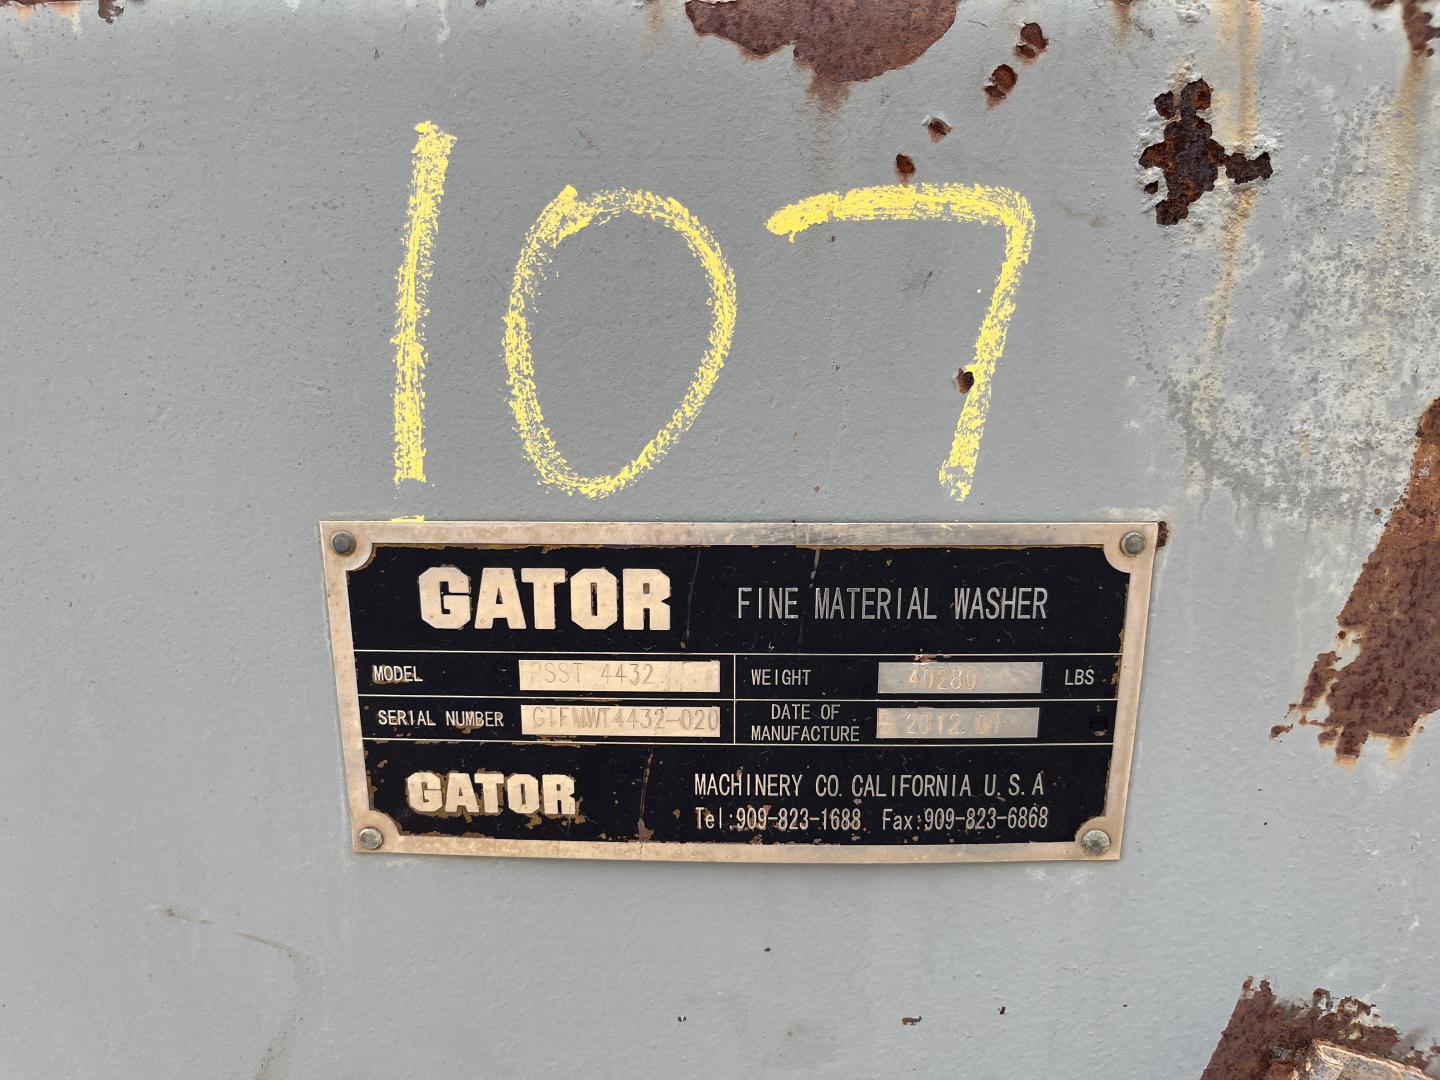 107
GATOR FINE MATERIAL WASHER
MODEL PSST 4432 WEIGHT 40280 LBS
SERIAL NUMBER GTFMWT4432-020 DATE OF MANUFACTURE 2012.01
GATOR MACHINERY CO. CALIFORNIA U.S.A
Tel:909-823-1688 Fax:909-823-6868